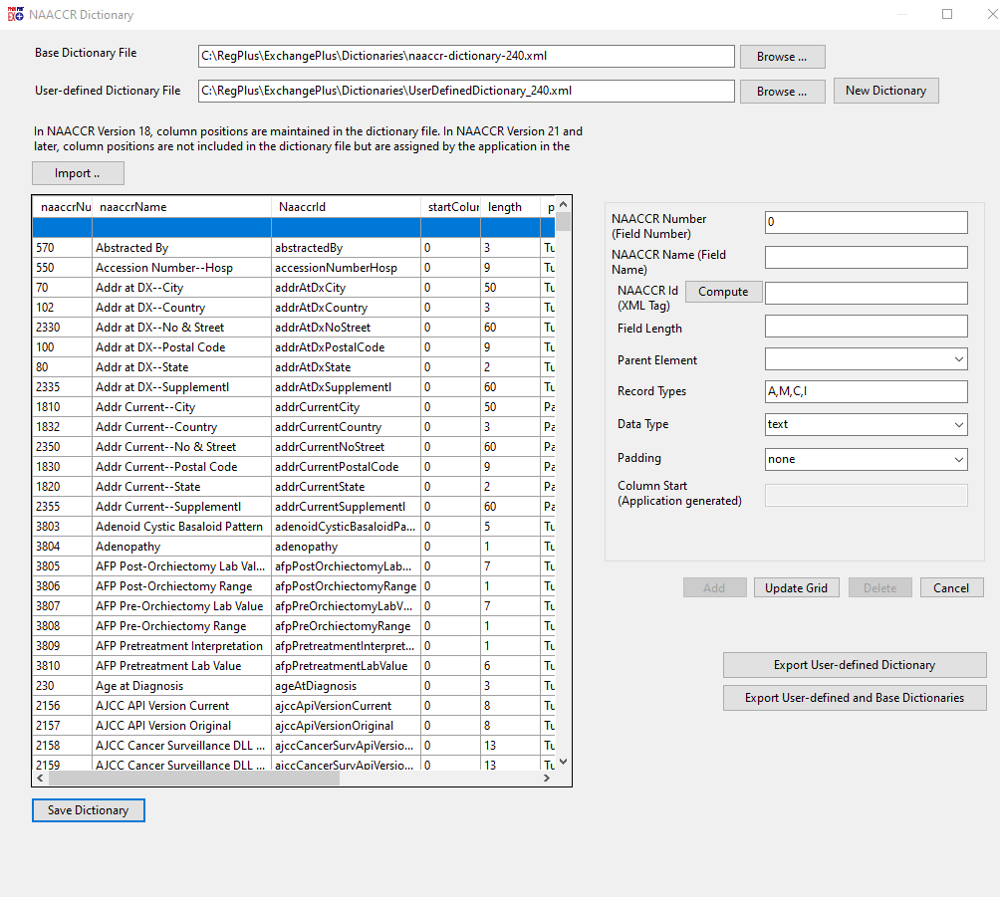 NAACCR Dictionary
Base Dictionary File
C:\RegPlus\ExchangePlus\Dictionaries\naaccr-dictionary-240.xml
Browse ...
User-defined Dictionary File
C:\RegPlus\ExchangePlus\Dictionaries\UserDefinedDictionary_240.xml
Browse ...
New Dictionary
In NAACCR Version 18, column positions are maintained in the dictionary file. In NAACCR Version 21 and
later, column positions are not included in the dictionary file but are assigned by the application in the
Import ..
naaccrNu naaccrName NaaccrId startColur length p
570 Abstracted By abstractedBy 0 3 Tu
550 Accession Number--Hosp accessionNumberHosp 0 9 Tu
70 Addr at DX--City addrAtDxCity 0 50 Tu
102 Addr at DX--Country addrAtDxCountry 0 3 Tu
2330 Addr at DX--No & Street addrAtDxNoStreet 0 60 Tu
100 Addr at DX--Postal Code addrAtDxPostalCode 0 9 Tu
80 Addr at DX--State addrAtDxState 0 2 Tu
2335 Addr at DX--Supplementl addrAtDxSupplementl 0 60 Tu
1810 Addr Current--City addrCurrentCity 0 50 Pa
1832 Addr Current--Country addrCurrentCountry 0 3 Pa
2350 Addr Current--No & Street addrCurrentNoStreet 0 60 Pa
1830 Addr Current--Postal Code addrCurrentPostalCode 0 9 Pa
1820 Addr Current--State addrCurrentState 0 2 Pa
2355 Addr Current--Supplementl addrCurrentSupplementl 0 60 Pa
3803 Adenoid Cystic Basaloid Pattern adenoidCysticBasaloidPa... 0 5 Tu
3804 Adenopathy adenopathy 0 1 Tu
3805 AFP Post-Orchiectomy Lab Val... afpPostOrchiectomyLab... 0 7 Tu
3806 AFP Post-Orchiectomy Range afpPostOrchiectomyRange 0 1 Tu
3807 AFP Pre-Orchiectomy Lab Value afpPreOrchiectomyLabV... 0 7 Tu
3808 AFP Pre-Orchiectomy Range afpPreOrchiectomyRange 0 1 Tu
3809 AFP Pretreatment Interpretation afpPretreatmentInterpret... 0 1 Tu
3810 AFP Pretreatment Lab Value afpPretreatmentLabValue 0 6 Tu
230 Age at Diagnosis ageAtDiagnosis 0 3 Tu
2156 AJCC API Version Current ajccApiVersionCurrent 0 8 Tu
2157 AJCC API Version Original ajccApiVersionOriginal 0 8 Tu
2158 AJCC Cancer Surveillance DLL ... ajccCancerSurvApiVersio... 0 13 Tu
2159 AJCC Cancer Surveillance DLL ... ajccCancerSurvApiVersio... 0 13 Tu
Save Dictionary
NAACCR Number
(Field Number)
0
NAACCR Name (Field
Name)
NAACCR Id
(XML Tag)
Compute
Field Length
Parent Element
Record Types
A,M,C,I
Data Type
text
Padding
none
Column Start
(Application generated)
Add
Update Grid
Delete
Cancel
Export User-defined Dictionary
Export User-defined and Base Dictionaries